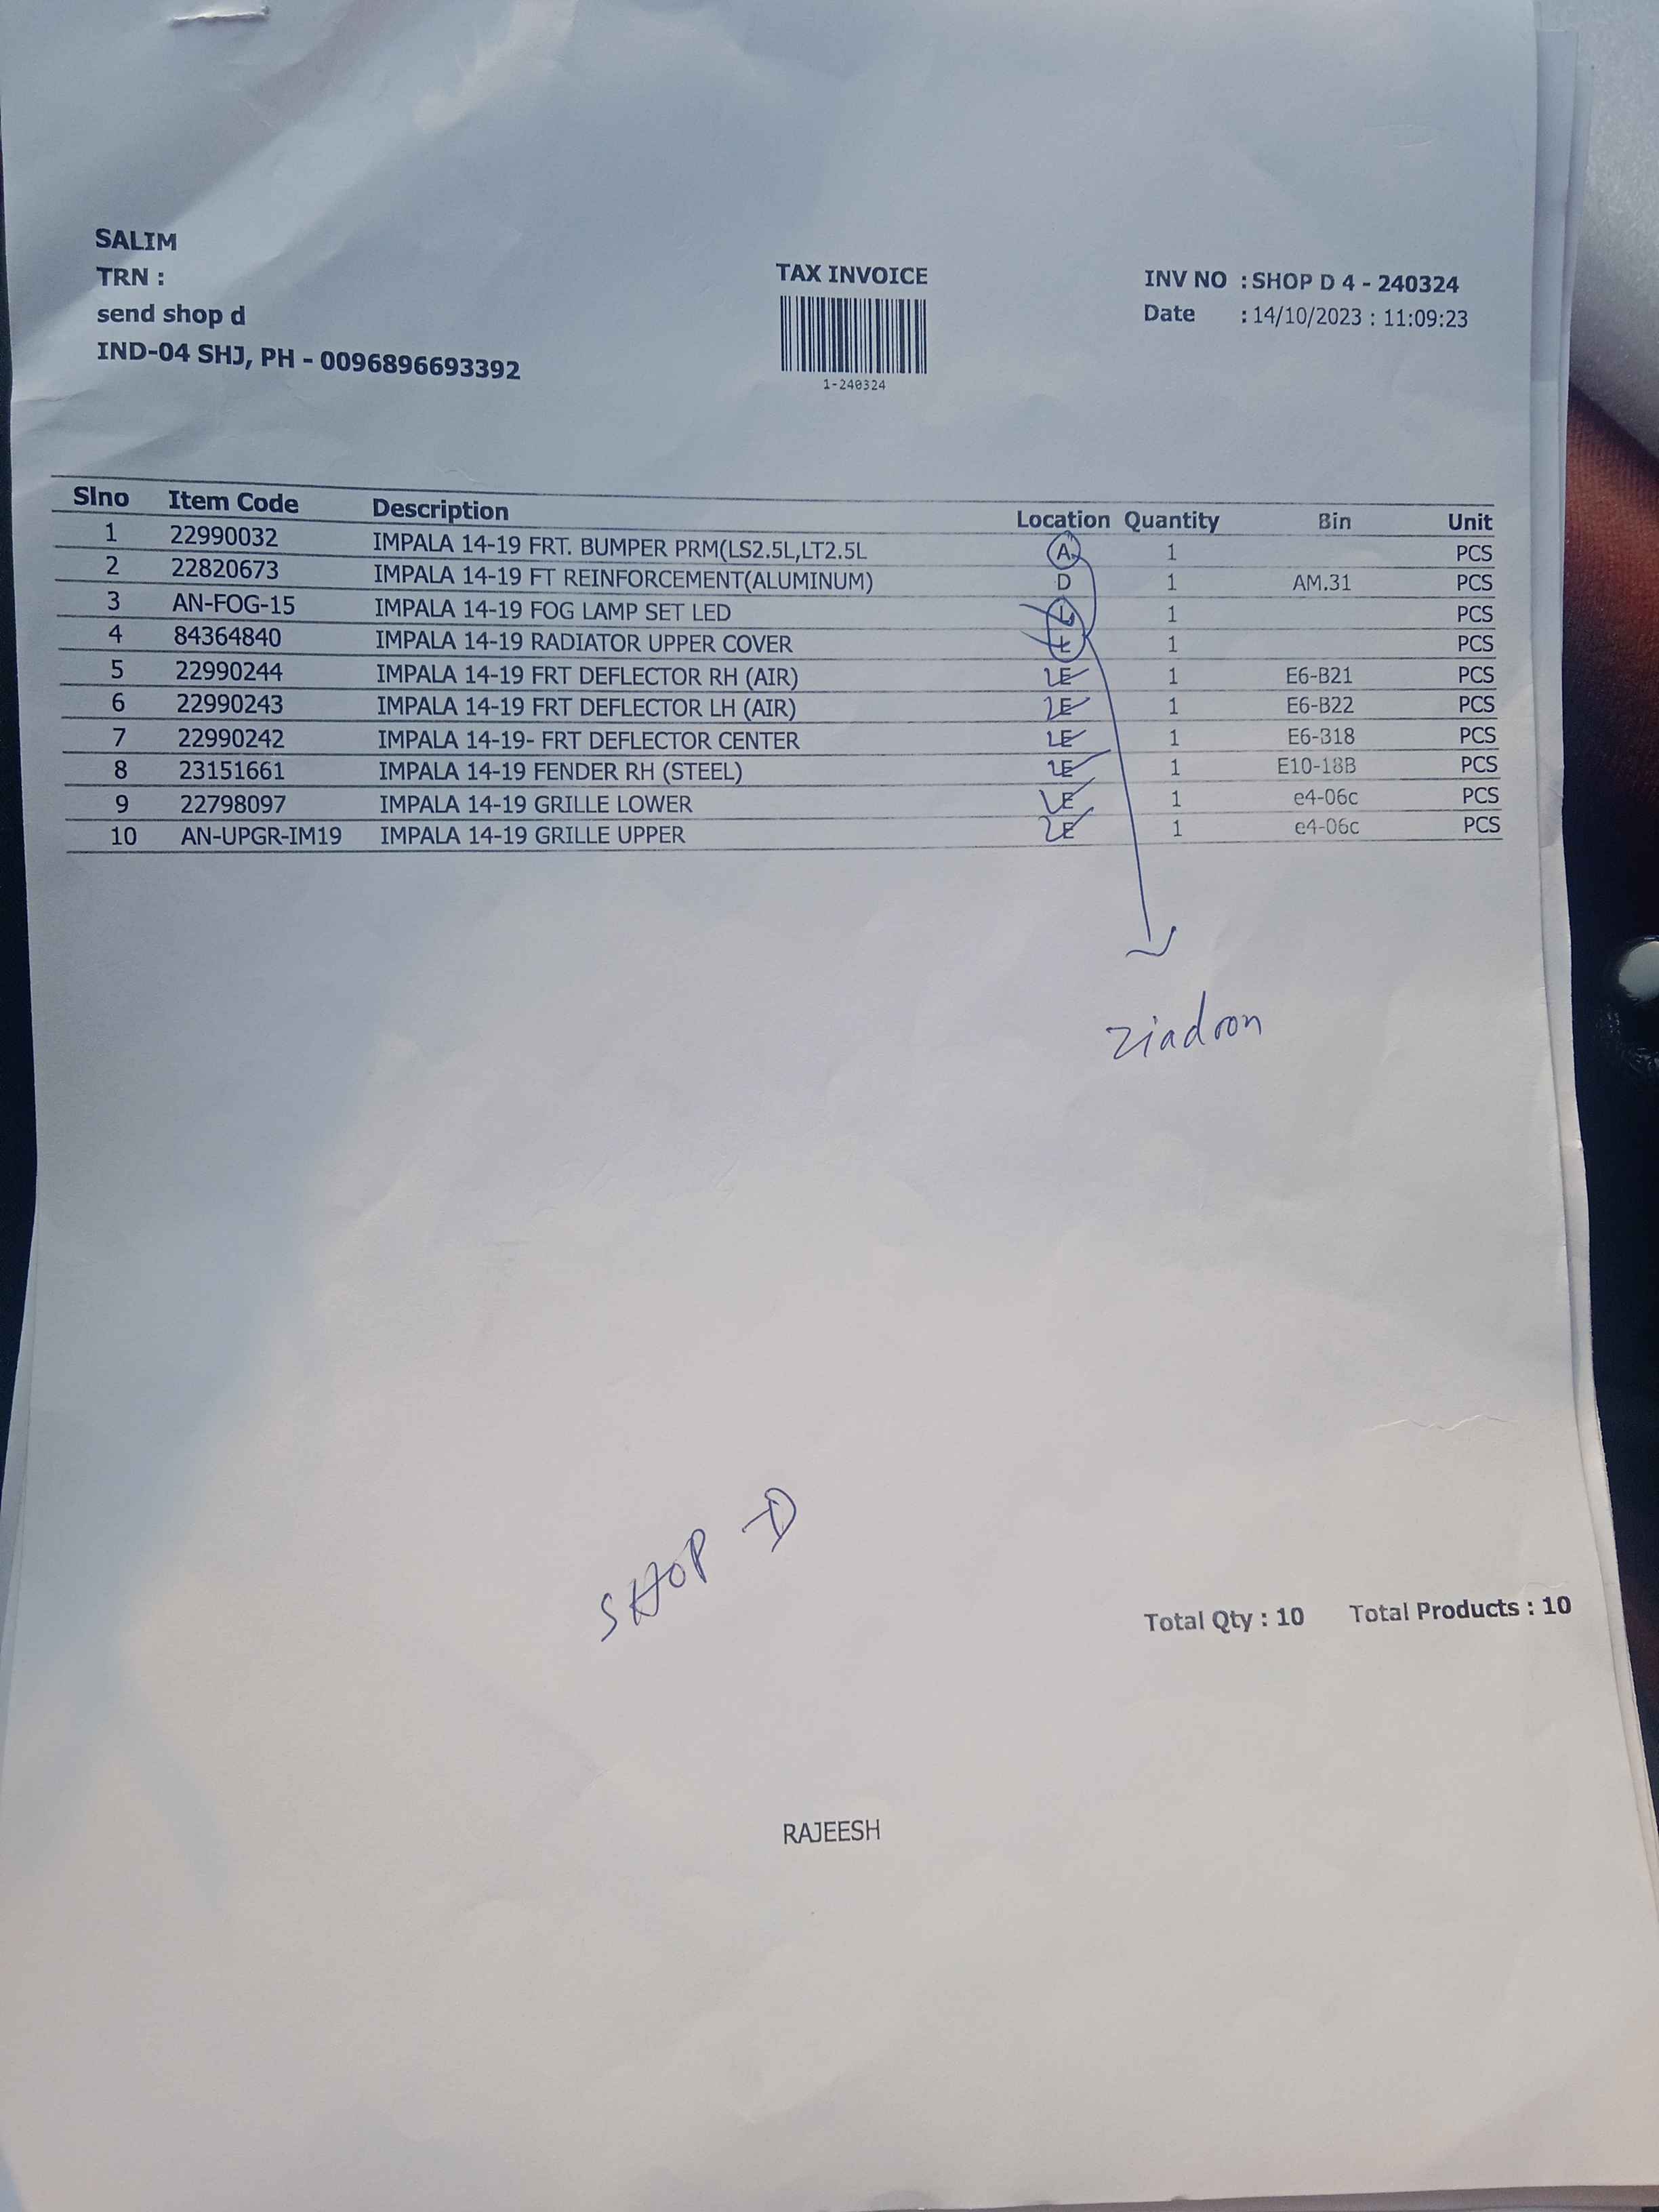 SALIM
TRN :
send shop d
IND-04 SHJ, PH - 0096896693392
TAX INVOICE
1-240324
INV NO : SHOP D 4 - 240324
Date : 14/10/2023 : 11:09:23
Slno Item Code Description Location Quantity Bin Unit
1 22990032 IMPALA 14-19 FRT. BUMPER PRM(LS2.5L,LT2.5L A 1 PCS
2 22820673 IMPALA 14-19 FT REINFORCEMENT(ALUMINUM) D 1 AM.31 PCS
3 AN-FOG-15 IMPALA 14-19 FOG LAMP SET LED L 1 PCS
4 84364840 IMPALA 14-19 RADIATOR UPPER COVER L 1 PCS
5 22990244 IMPALA 14-19 FRT DEFLECTOR RH (AIR) E 1 E6-B21 PCS
6 22990243 IMPALA 14-19 FRT DEFLECTOR LH (AIR) E 1 E6-B22 PCS
7 22990242 IMPALA 14-19- FRT DEFLECTOR CENTER E 1 E6-318 PCS
8 23151661 IMPALA 14-19 FENDER RH (STEEL) E 1 E10-18B PCS
9 22798097 IMPALA 14-19 GRILLE LOWER E 1 e4-06c PCS
10 AN-UPGR-IM19 IMPALA 14-19 GRILLE UPPER E 1 e4-06c PCS
SHOP D
Total Qty : 10 Total Products : 10
RAJEESH